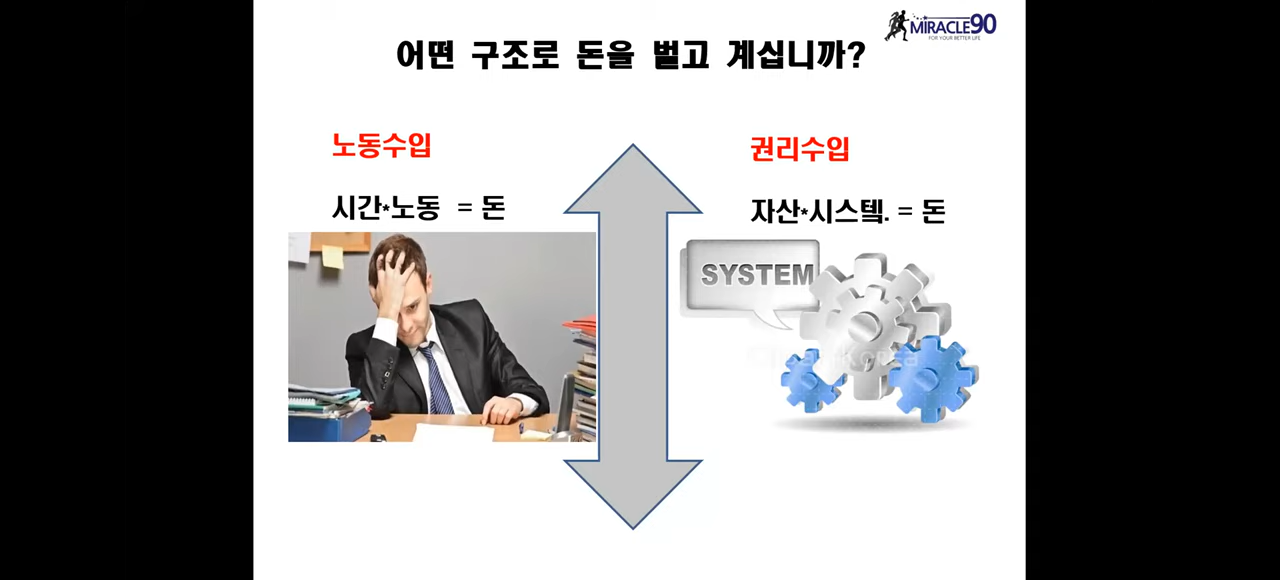 MIRACLE90
FOR YOUR BETTER LIFE
어떤 구조로 돈을 벌고 계십니까?
노동수입
권리수입
시간*노동 = 돈
자산*시스템. = 돈
SYSTEM